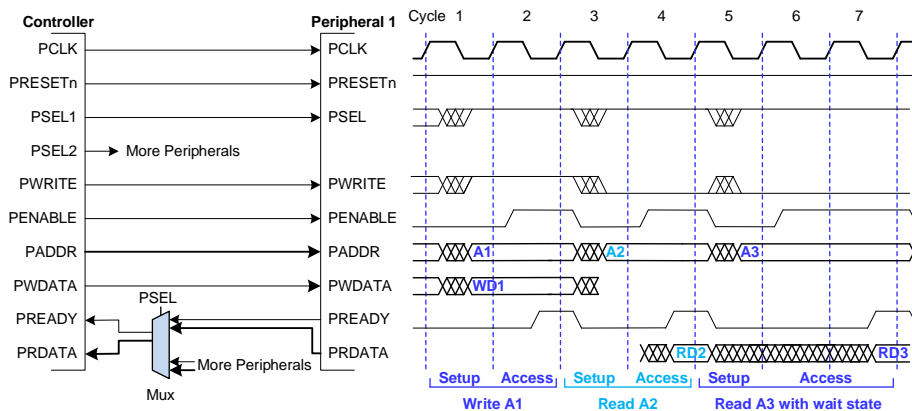 Controller
Peripheral 1
Cycle 1 2 3 4 5 6 7
PCLK PCLK
PRESETn PRESETn
PSEL1 PSEL
PSEL2 More Peripherals
PWRITE PWRITE
PENABLE PENABLE
PADDR PADDR A1 A2 A3
PWDATA PWDATA WD1
PSEL
PREADY PREADY
PRDATA PRDATA RD2 RD3
More Peripherals
Mux
Setup Access Setup Access Setup Access
Write A1 Read A2 Read A3 with wait state